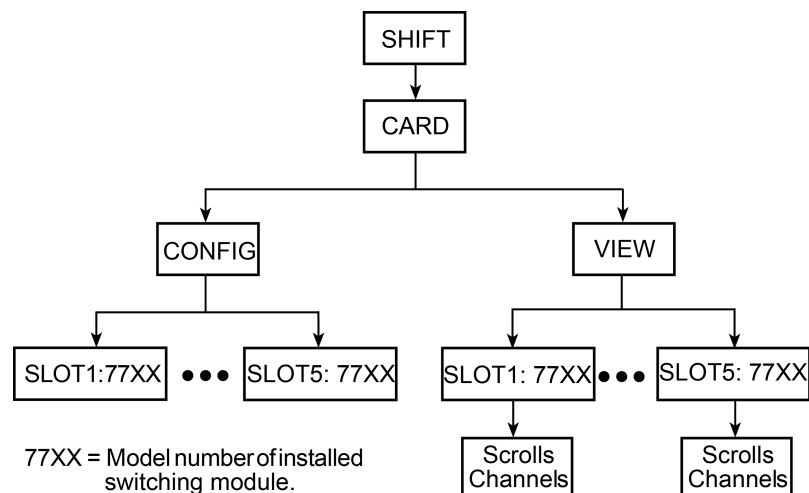 SHIFT
CARD
CONFIG
VIEW
SLOT1:77XX
SLOT5: 77XX
SLOT1: 77XX
SLOT5: 77XX
Scrolls
Channels
Scrolls
Channels
77XX = Model number of installed
switching module.